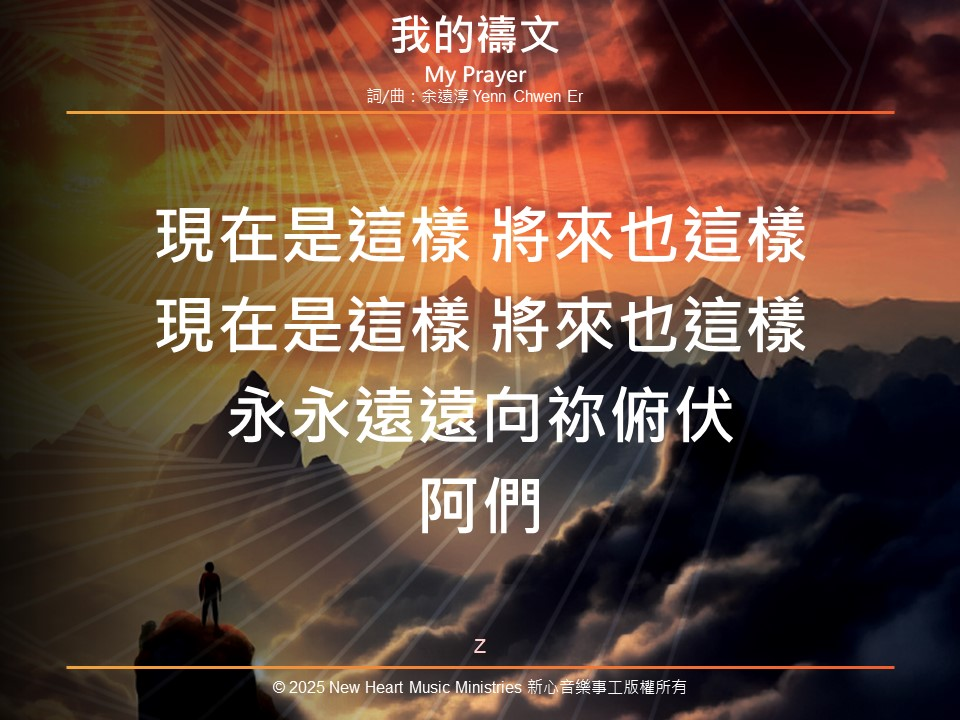 我的禱文
My Prayer
詞/曲：余遠淳 Yenn Chwen Er
現在是這樣 將來也這樣
現在是這樣 將來也這樣
永永遠遠向祢俯伏
阿們
Z
© 2025 New Heart Music Ministries 新心音樂事工版權所有